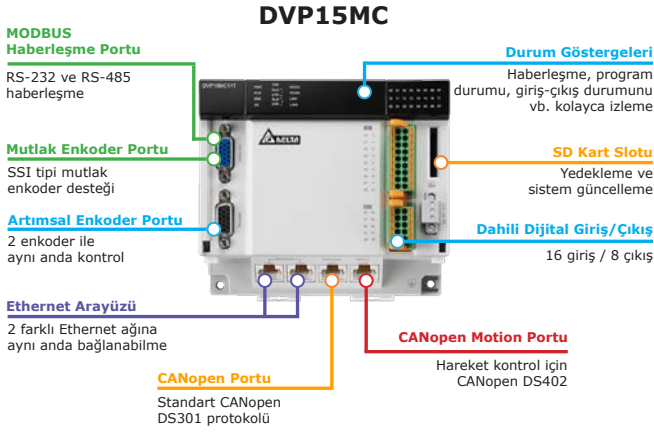 DVP15MC
MODBUS
Haberleşme Portu
RS-232 ve RS-485
haberleşme
Mutlak Enkoder Portu
SSI tipi mutlak
enkoder desteği
Artımsal Enkoder Portu
2 enkoder ile
aynı anda kontrol
Ethernet Arayüzü
2 farklı Ethernet ağına
aynı anda bağlanabilme
CANopen Portu
Standart CANopen
DS301 protokolü
DELTA
Durum Göstergeleri
Haberleşme, program
durumu, giriş-çıkış durumunu
vb. kolayca izleme
SD Kart Slotu
Yedekleme ve
sistem güncelleme
Dahili Dijital Giriş/Çıkış
16 giriş / 8 çıkış
CANopen Motion Portu
Hareket kontrol için
CANopen DS402